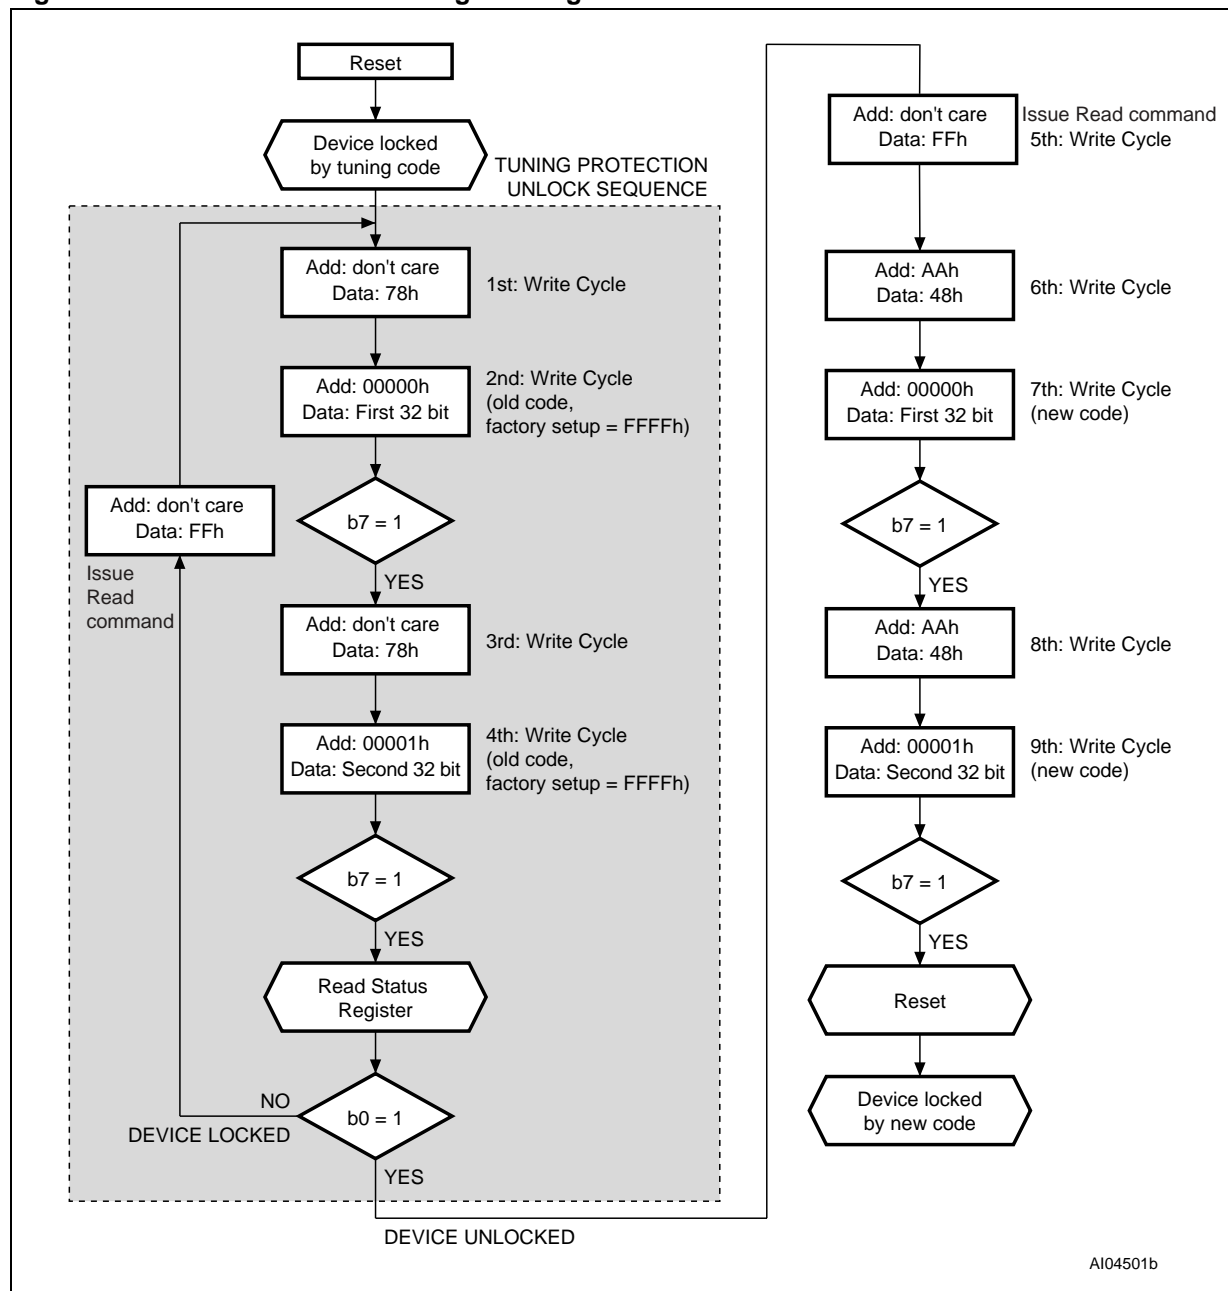 Reset
Device locked
by tuning code
TUNING PROTECTION
UNLOCK SEQUENCE
Add: don't care
Data: 78h
1st: Write Cycle
Add: 00000h
Data: First 32 bit
2nd: Write Cycle
(old code,
factory setup = FFFFh)
Add: don't care
Data: FFh
Issue
Read
command
b7 = 1
YES
Add: don't care
Data: 78h
3rd: Write Cycle
Add: 00001h
Data: Second 32 bit
4th: Write Cycle
(old code,
factory setup = FFFFh)
b7 = 1
YES
Read Status
Register
NO
DEVICE LOCKED
b0 = 1
YES
DEVICE UNLOCKED
Add: don't care
Data: FFh
Issue Read command
5th: Write Cycle
Add: AAh
Data: 48h
6th: Write Cycle
Add: 00000h
Data: First 32 bit
7th: Write Cycle
(new code)
b7 = 1
YES
Add: AAh
Data: 48h
8th: Write Cycle
Add: 00001h
Data: Second 32 bit
9th: Write Cycle
(new code)
b7 = 1
YES
Reset
Device locked
by new code
AI04501b